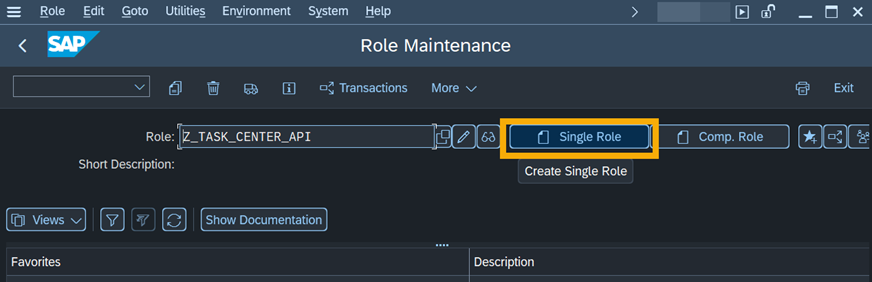 Role Edit Goto Utilities Environment System Help
SAP Role Maintenance
Transactions More Exit
Role: Z_TASK_CENTER_API Single Role Comp. Role
Short Description: Create Single Role
Views Show Documentation
Favorites Description